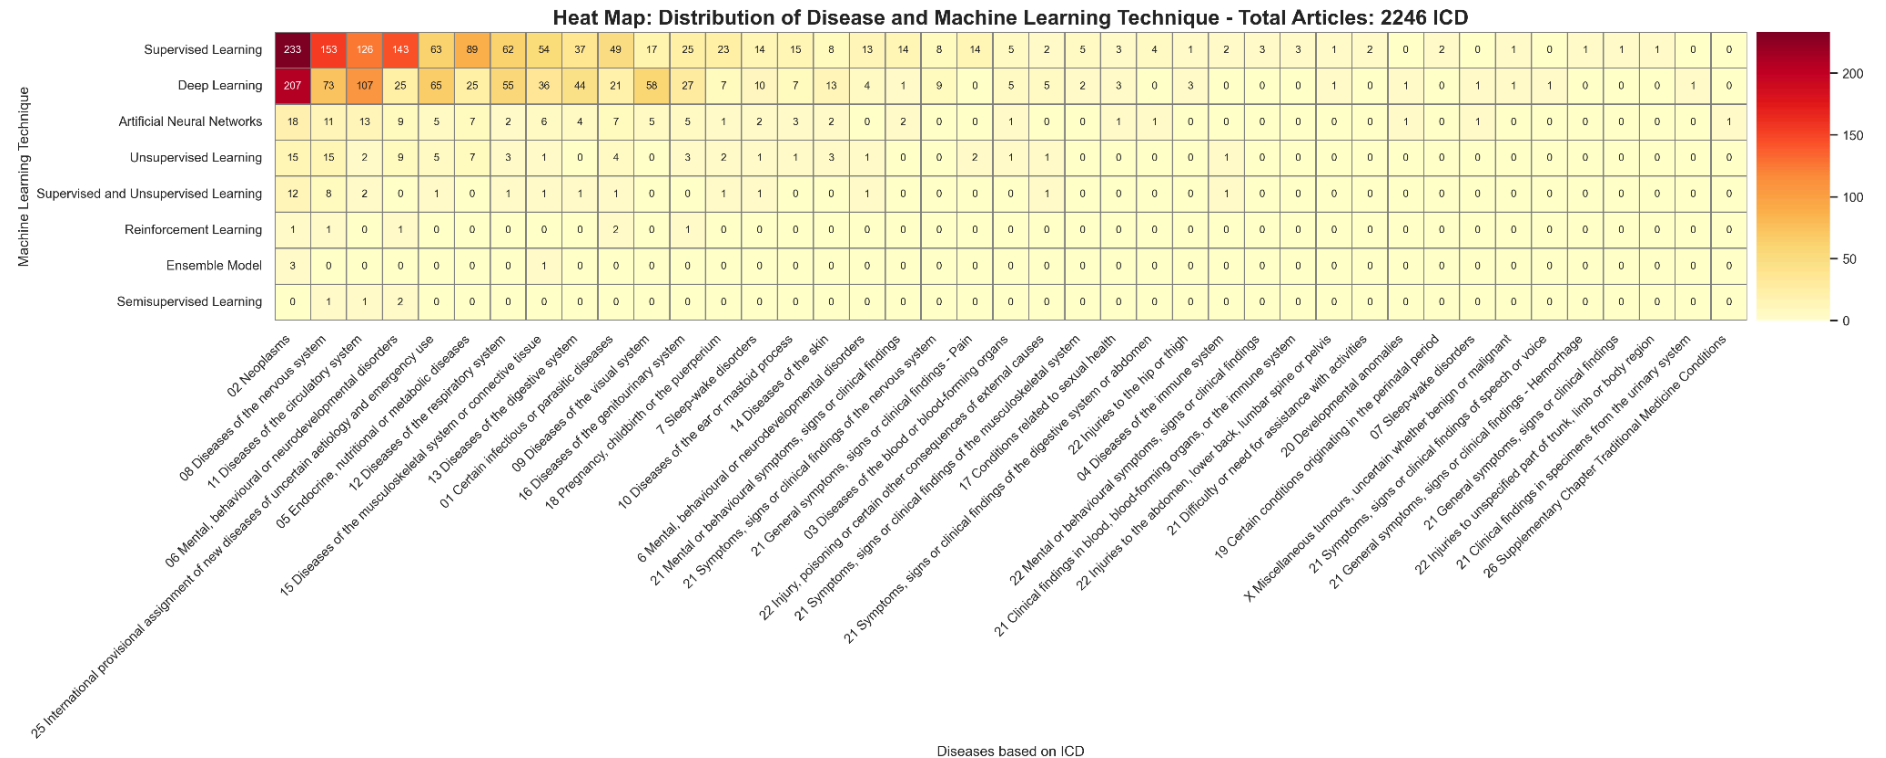 Heat Map: Distribution of Disease and Machine Learning Technique - Total Articles: 2246 ICD
Machine Learning Technique
Supervised Learning 233 153 126 143 63 89 62 54 37 49 17 25 23 14 15 8 13 14 8 14 5 2 5 3 4 1 2 3 3 1 2 0 2 0 1 0 1 1 1 0 0
Deep Learning 207 73 107 25 65 25 55 36 44 21 58 27 7 10 7 13 4 1 9 0 5 5 2 3 0 3 0 0 0 1 0 1 0 1 1 1 0 0 0 1 0
Artificial Neural Networks 18 11 13 9 5 7 2 6 4 7 5 5 1 2 3 2 0 2 0 0 1 0 0 1 1 0 0 0 0 0 0 1 0 1 0 0 0 0 0 0 1
Unsupervised Learning 15 15 2 9 5 7 3 1 0 4 0 3 2 1 1 3 1 0 0 2 1 1 0 0 0 0 1 0 0 0 0 0 0 0 0 0 0 0 0 0 0
Supervised and Unsupervised Learning 12 8 2 0 1 0 1 1 1 1 0 0 1 1 0 0 1 0 0 0 0 1 0 0 0 0 1 0 0 0 0 0 0 0 0 0 0 0 0 0 0
Reinforcement Learning 1 1 0 1 0 0 0 0 0 2 0 1 0 0 0 0 0 0 0 0 0 0 0 0 0 0 0 0 0 0 0 0 0 0 0 0 0 0 0 0 0
Ensemble Model 3 0 0 0 0 0 0 1 0 0 0 0 0 0 0 0 0 0 0 0 0 0 0 0 0 0 0 0 0 0 0 0 0 0 0 0 0 0 0 0 0
Semisupervised Learning 0 1 1 2 0 0 0 0 0 0 0 0 0 0 0 0 0 0 0 0 0 0 0 0 0 0 0 0 0 0 0 0 0 0 0 0 0 0 0 0 0
200
150
100
50
0
02 Neoplasms
08 Diseases of the nervous system
11 Diseases of the circulatory system
06 Mental, behavioural or neurodevelopmental disorders
25 International provisional assignment of new diseases of uncertain aetiology and emergency use
05 Endocrine, nutritional or metabolic diseases
12 Diseases of the respiratory system
15 Diseases of the musculoskeletal system or connective tissue
13 Diseases of the digestive system
01 Certain infectious or parasitic diseases
09 Diseases of the visual system
16 Diseases of the genitourinary system
18 Pregnancy, childbirth or the puerperium
7 Sleep-wake disorders
10 Diseases of the ear or mastoid process
14 Diseases of the skin
6 Mental, behavioural or neurodevelopmental disorders
21 Mental or behavioural symptoms, signs or clinical findings
21 Symptoms, signs or clinical findings of the nervous system
21 General symptoms, signs or clinical findings - Pain
03 Diseases of the blood or blood-forming organs
22 Injury, poisoning or certain other consequences of external causes
21 Symptoms, signs or clinical findings of the musculoskeletal system
17 Conditions related to sexual health
21 Symptoms, signs or clinical findings of the digestive system or abdomen
22 Injuries to the hip or thigh
04 Diseases of the immune system
22 Mental or behavioural symptoms, signs or clinical findings
21 Clinical findings in blood, blood-forming organs, or the immune system
22 Injuries to the abdomen, lower back, lumbar spine or pelvis
21 Difficulty or need for assistance with activities
20 Developmental anomalies
19 Certain conditions originating in the perinatal period
07 Sleep-wake disorders
X Miscellaneous tumours, uncertain whether benign or malignant
21 Symptoms, signs or clinical findings of speech or voice
21 General symptoms, signs or clinical findings - Hemorrhage
21 General symptoms, signs or clinical findings
22 Injuries to unspecified part of trunk, limb or body region
21 Clinical findings in specimens from the urinary system
26 Supplementary Chapter Traditional Medicine Conditions
Diseases based on ICD